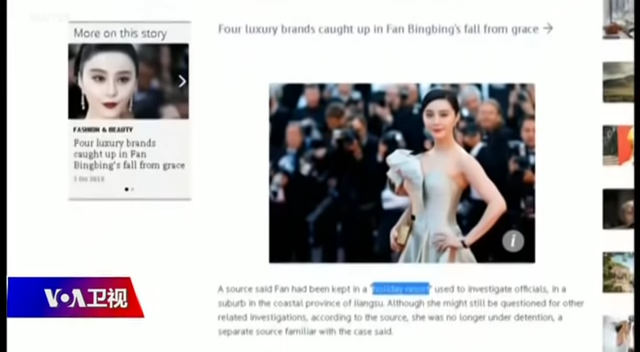 More on this story
FASHION & BEAUTY
Four luxury brands
caught up in Fan
Bingbing's fall from grace
Four luxury brands caught up in Fan Bingbing's fall from grace →
A source said Fan had been kept in a "holiday resort" used to investigate officials, in a
suburb in the coastal province of Jiangsu. Although she might still be questioned for other
related investigations, according to the source, she was no longer under detention, a
separate source familiar with the case said.
VOA卫视